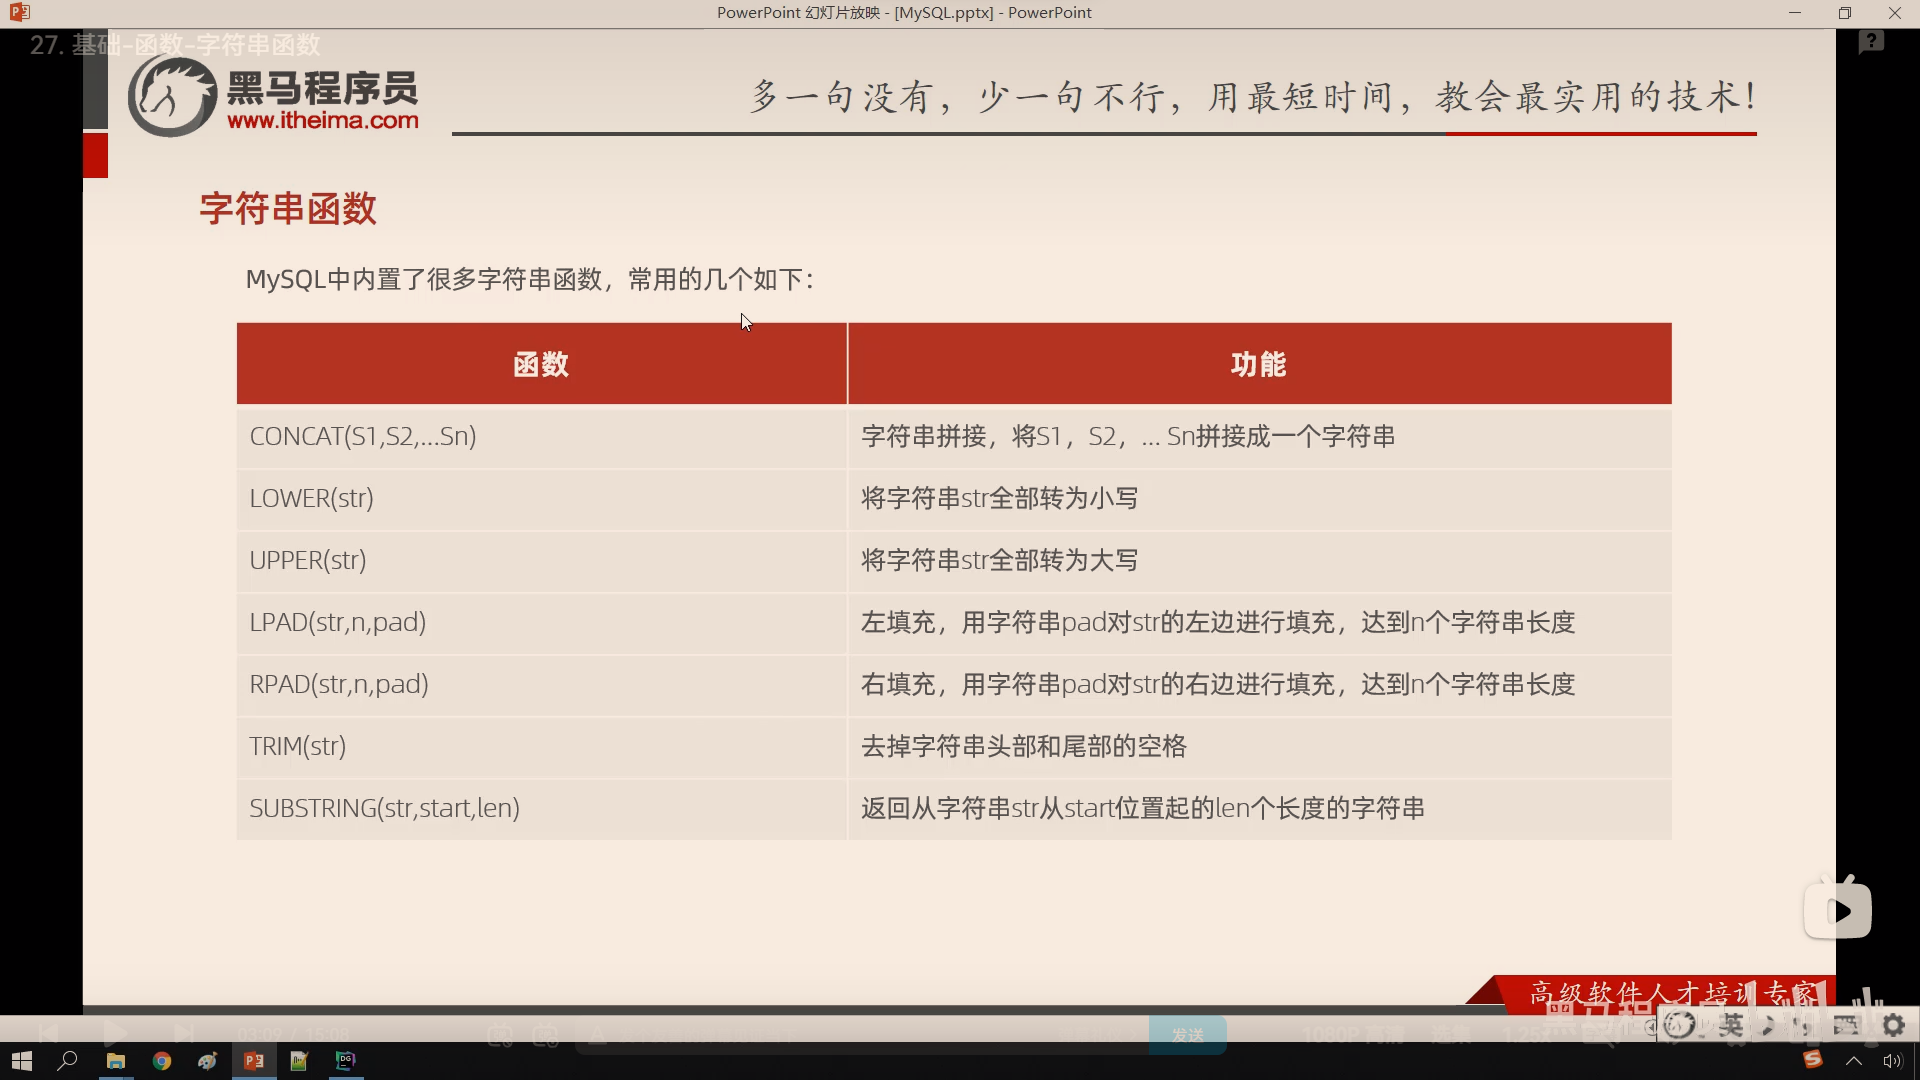 PowerPoint 幻灯片放映 - [MySQL.pptx] - PowerPoint
27. 基础-函数-字符串函数
黑马程序员
www.itheima.com
多一句没有，少一句不行，用最短时间，教会最实用的技术！
字符串函数
MySQL中内置了很多字符串函数，常用的几个如下：
函数 功能
CONCAT(S1,S2,...Sn) 字符串拼接，将S1，S2，... Sn拼接成一个字符串
LOWER(str) 将字符串str全部转为小写
UPPER(str) 将字符串str全部转为大写
LPAD(str,n,pad) 左填充，用字符串pad对str的左边进行填充，达到n个字符串长度
RPAD(str,n,pad) 右填充，用字符串pad对str的右边进行填充，达到n个字符串长度
TRIM(str) 去掉字符串头部和尾部的空格
SUBSTRING(str,start,len) 返回从字符串str从start位置起的len个长度的字符串
高级软件人才培训专家
发送
1080P 高清
英